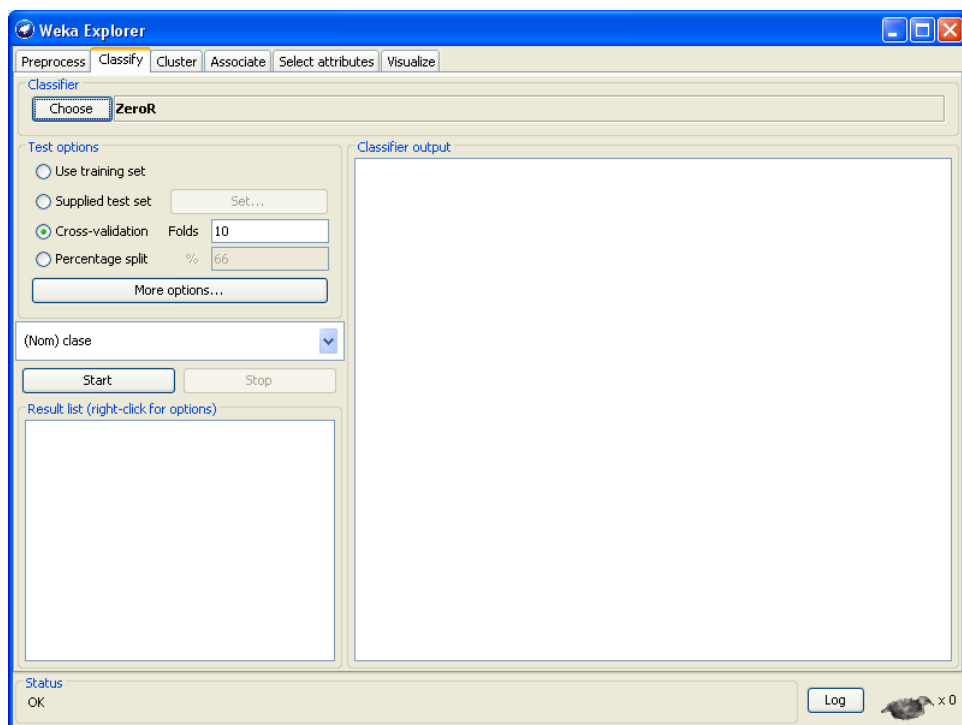 Weka Explorer
Preprocess Classify Cluster Associate Select attributes Visualize
Classifier
Choose ZeroR
Test options
Use training set
Supplied test set Set...
Cross-validation Folds 10
Percentage split % 66
More options...
(Nom) clase
Start Stop
Result list (right-click for options)
Classifier output
Status
OK
Log x 0